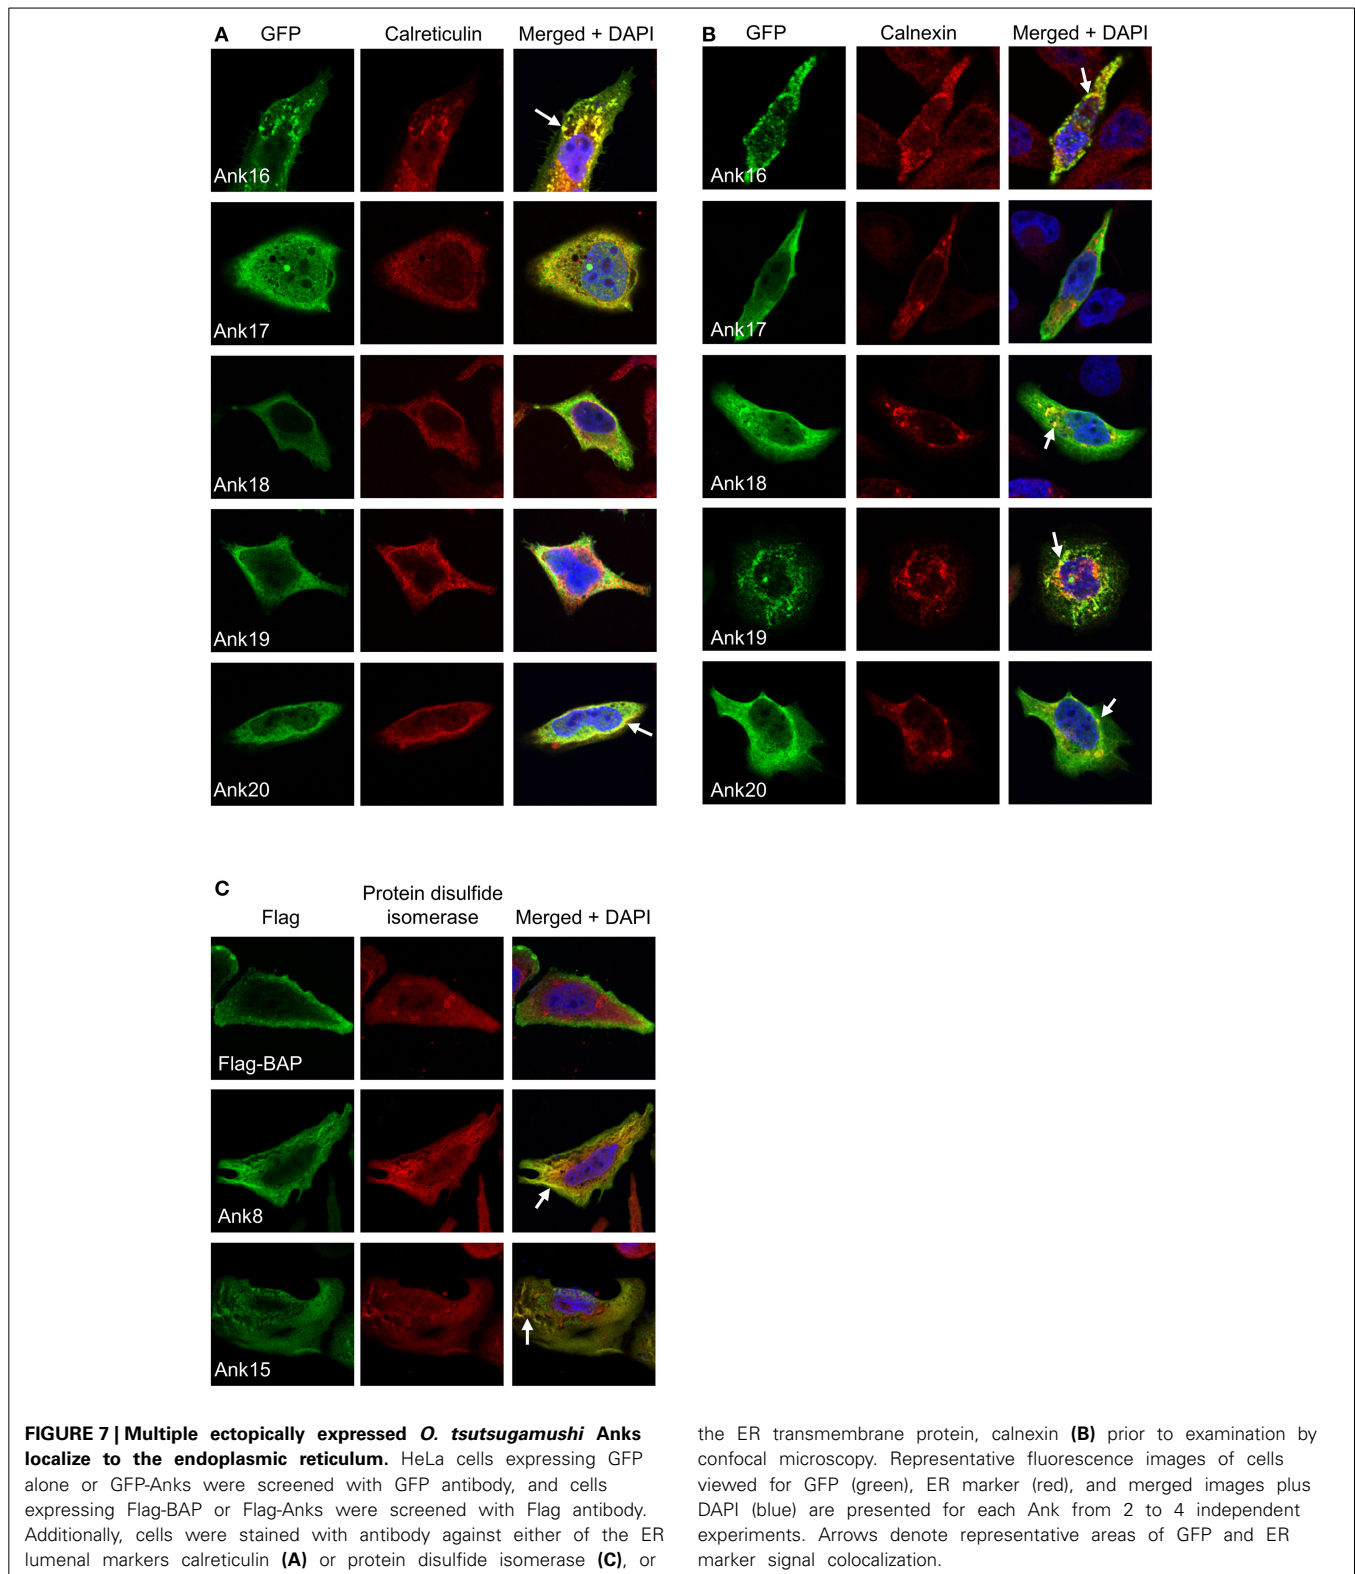 A GFP Calreticulin Merged + DAPI
Ank16
Ank17
Ank18
Ank19
Ank20
B GFP Calnexin Merged + DAPI
Ank16
Ank17
Ank18
Ank19
Ank20
C
Flag Protein disulfide isomerase Merged + DAPI
Flag-BAP
Ank8
Ank15
FIGURE 7 | Multiple ectopically expressed O. tsutsugamushi Anks
localize to the endoplasmic reticulum. HeLa cells expressing GFP
alone or GFP-Anks were screened with GFP antibody, and cells
expressing Flag-BAP or Flag-Anks were screened with Flag antibody.
Additionally, cells were stained with antibody against either of the ER
lumenal markers calreticulin (A) or protein disulfide isomerase (C), or
the ER transmembrane protein, calnexin (B) prior to examination by
confocal microscopy. Representative fluorescence images of cells
viewed for GFP (green), ER marker (red), and merged images plus
DAPI (blue) are presented for each Ank from 2 to 4 independent
experiments. Arrows denote representative areas of GFP and ER
marker signal colocalization.